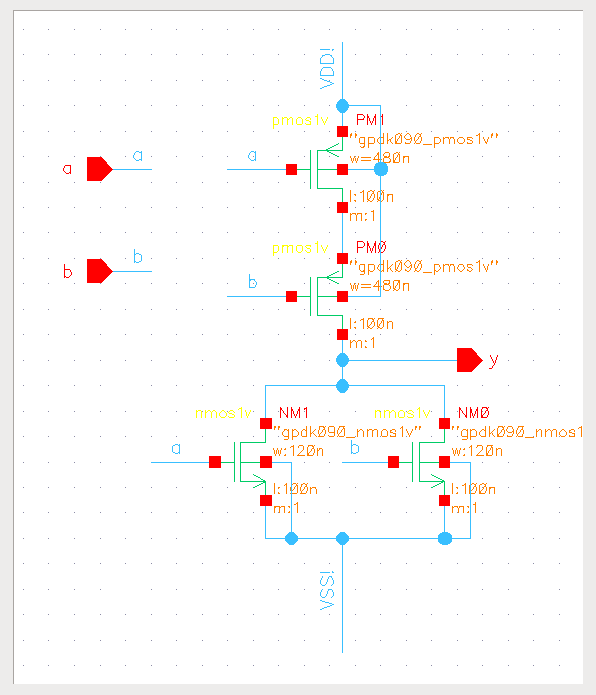 VDD!
pmos1v
PM1
"gpdk090_pmos1v"
w=480n
a
a
a
l:100n
m:1
pmos1v
PM0
"gpdk090_pmos1v"
w=480n
b
b
b
l:100n
m:1
y
nmos1v
NM1
"gpdk090_nmos1v"
w:120n
a
l:100n
m:1
nmos1v
NM0
"gpdk090_nmos1
w:120n
b
l:100n
m:1
VSS!